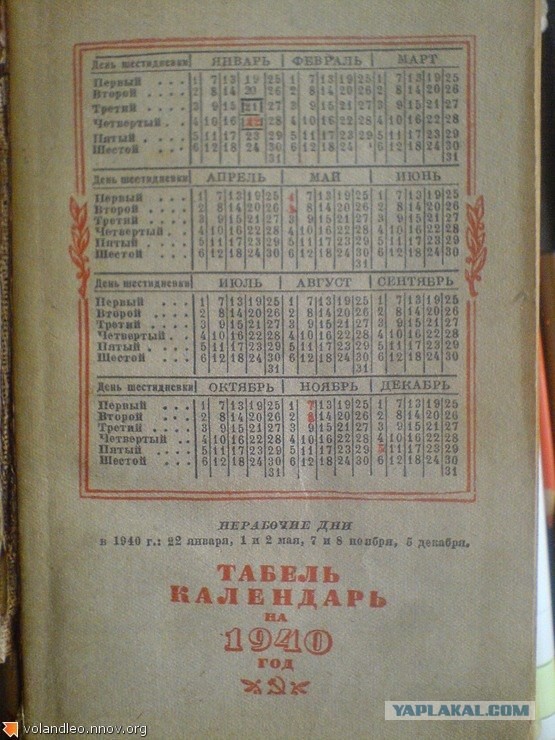 День шестидневки ЯНВАРЬ ФЕВРАЛЬ МАРТ
Первый . . . . 1 7 13 19 25 1 7 13 19 25 1 7 13 19 25
Второй . . . . 2 8 14 20 26 2 8 14 20 26 2 8 14 20 26
Третий . . . . 3 9 15 21 27 3 9 15 21 27 3 9 15 21 27
Четвертый . . 4 10 16 22 28 4 10 16 22 28 4 10 16 22 28
Пятый . . . . 5 11 17 23 29 5 11 17 23 29 5 11 17 23 29
Шестой . . . . 6 12 18 24 30 6 12 18 24 6 12 18 24 30
31 31
День шестидневки АПРЕЛЬ МАЙ ИЮНЬ
Первый . . . . 1 7 13 19 25 1 7 13 19 25 1 7 13 19 25
Второй . . . . 2 8 14 20 26 2 8 14 20 26 2 8 14 20 26
Третий . . . . 3 9 15 21 27 3 9 15 21 27 3 9 15 21 27
Четвертый . . 4 10 16 22 28 4 10 16 22 28 4 10 16 22 28
Пятый . . . . 5 11 17 23 29 5 11 17 23 29 5 11 17 23 29
Шестой . . . . 6 12 18 24 30 6 12 18 24 30 6 12 18 24 30
31
День шестидневки ИЮЛЬ АВГУСТ СЕНТЯБРЬ
Первый . . . 1 7 13 19 25 1 7 13 19 25 1 7 13 19 25
Второй . . . . 2 8 14 20 26 2 8 14 20 26 2 8 14 20 26
Третий . . . . 3 9 15 21 27 3 9 15 21 27 3 9 15 21 27
Четвертый . . 4 10 16 22 28 4 10 16 22 28 4 10 16 22 28
Пятый . . . . 5 11 17 23 29 5 11 17 23 29 5 11 17 23 29
Шестой . . . . 6 12 18 24 30 6 12 18 24 30 6 12 18 24 30
31 31
День шестидневки ОКТЯБРЬ НОЯБРЬ ДЕКАБРЬ
Первый . . . 1 7 13 19 25 1 7 13 19 25 1 7 13 19 25
Второй . . . . 2 8 14 20 26 2 8 14 20 26 2 8 14 20 26
Третий . . . . 3 9 15 21 27 3 9 15 21 27 3 9 15 21 27
Четвертый . . 4 10 16 22 28 4 10 16 22 28 4 10 16 22 28
Пятый . . . . 5 11 17 23 29 5 11 17 23 29 5 11 17 23 29
Шестой . . . 6 12 18 24 30 6 12 18 24 30 6 12 18 24 30
31 31
НЕРАБОЧИЕ ДНИ
в 1940 г.: 22 января, 1 и 2 мая, 7 и 8 ноября, 5 декабря.
ТАБЕЛЬ
КАЛЕНДАРЬ
НА
1940
ГОД
YAPLAKAL.COM
volandleo.nnov.org